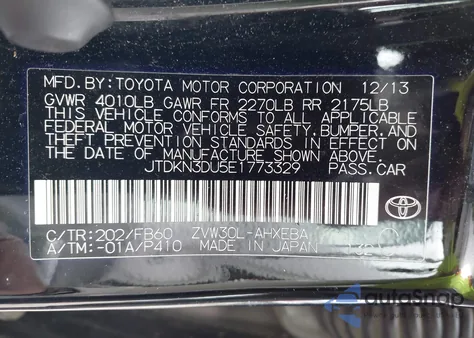 MFD.BY:TOYOTA MOTOR CORPORATION 12/13
GVWR 4010LB GAWR FR 2270LB RR 2175LB
THIS VEHICLE CONFORMS TO ALL APPLICABLE
FEDERAL MOTOR VEHICLE SAFETY,BUMPER,AND
THEFT PREVENTION STANDARDS IN EFFECT ON
THE DATE OF MANUFACTURE SHOWN ABOVE.
JTDKN3DU5E1773329 PASS.CAR
C/TR:202/FB60 ZVW30L-AHXEBA
A/TM:-01A/P410 MADE IN JAPAN
TOYOTA
autoSnap